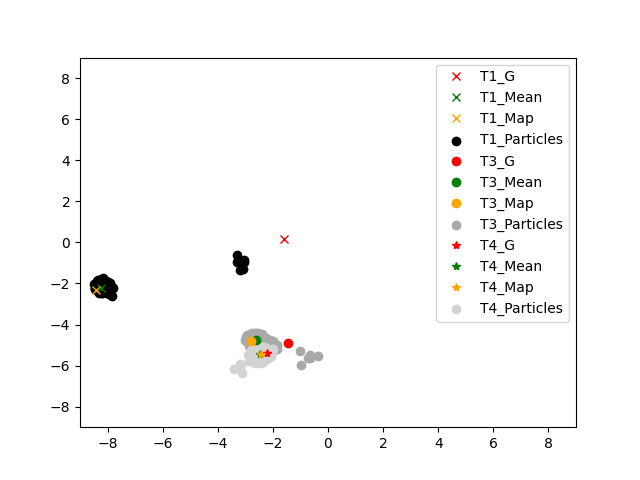 8
6
4
2
0
−2
−4
−6
−8
−8 −6 −4 −2 0 2 4 6 8
T1_G
T1_Mean
T1_Map
T1_Particles
T3_G
T3_Mean
T3_Map
T3_Particles
T4_G
T4_Mean
T4_Map
T4_Particles